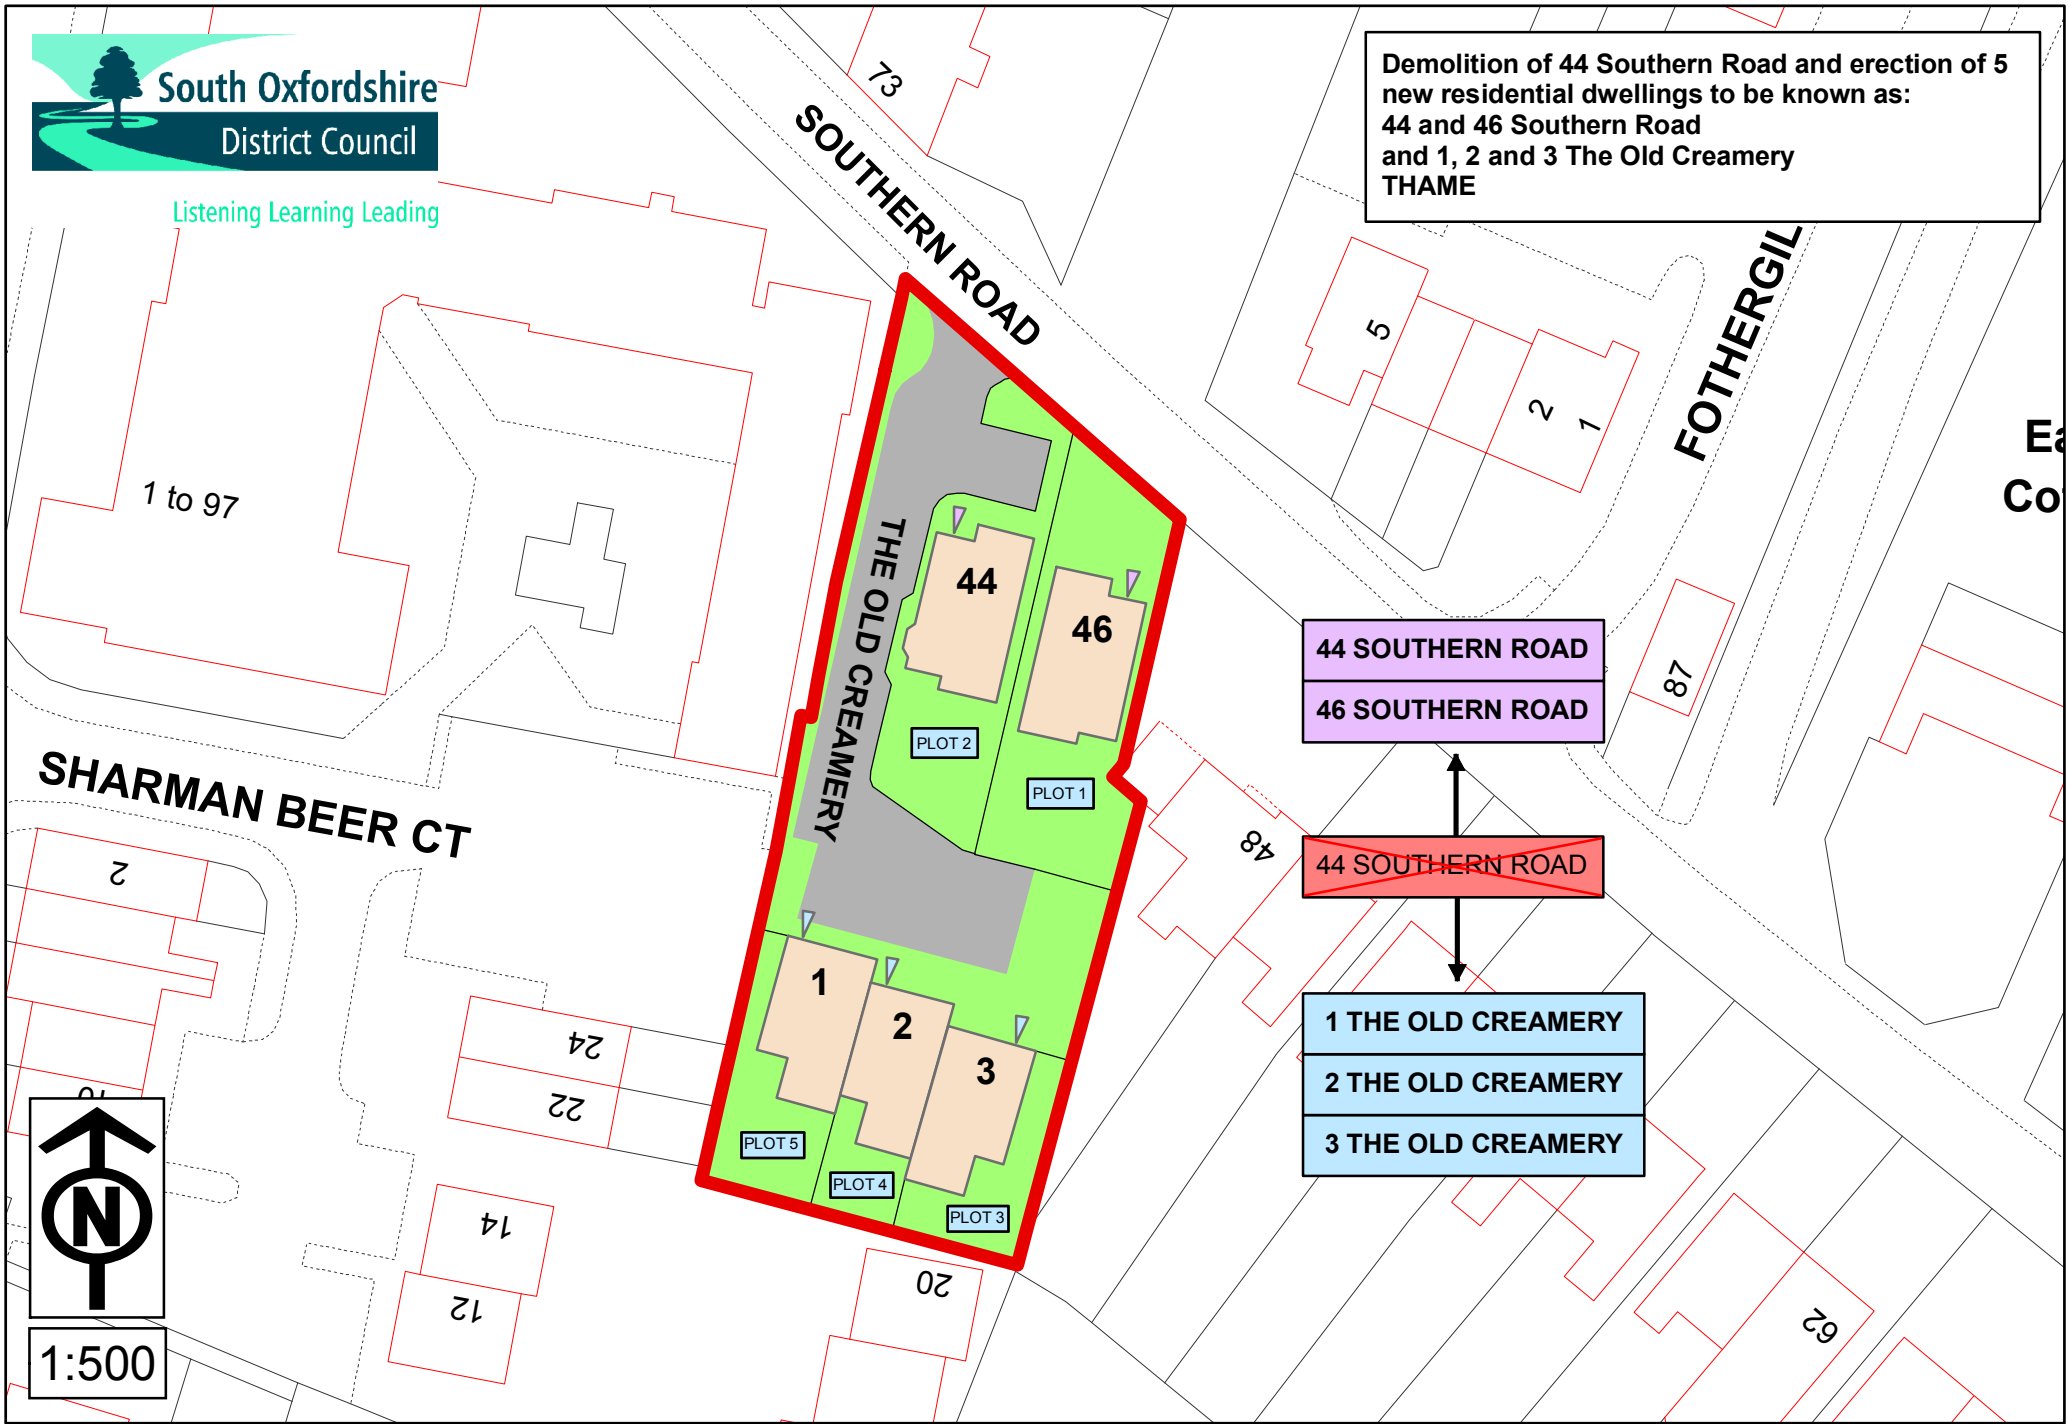 South Oxfordshire
District Council
Listening Learning Leading
Demolition of 44 Southern Road and erection of 5
new residential dwellings to be known as:
44 and 46 Southern Road
and 1, 2 and 3 The Old Creamery
THAME
73
SOUTHERN ROAD
FOTHERGIL
5
2
1
Ea
Co
1 to 97
THE OLD CREAMERY
44
46
PLOT 2
PLOT 1
44 SOUTHERN ROAD
46 SOUTHERN ROAD
87
SHARMAN BEER CT
48
44 SOUTHERN ROAD
2
1
2
3
1 THE OLD CREAMERY
2 THE OLD CREAMERY
3 THE OLD CREAMERY
24
22
10
PLOT 5
PLOT 4
PLOT 3
N
14
12
20
62
1:500